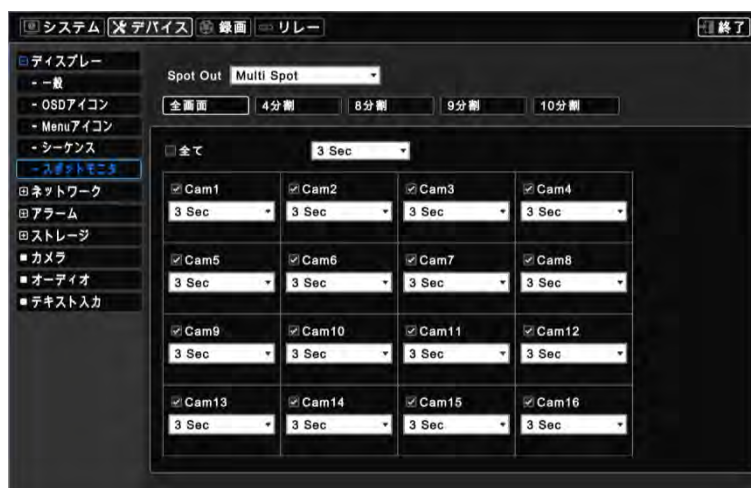 システム デバイス 録画 リレー 終了
ディスプレー
- 一般
- OSDアイコン
- Menuアイコン
- シーケンス
- スポットモニタ
ネットワーク
アラーム
ストレージ
カメラ
オーディオ
テキスト入力
Spot Out Multi Spot
全画面 4分割 8分割 9分割 10分割
全て 3 Sec
Cam1 Cam2 Cam3 Cam4
3 Sec 3 Sec 3 Sec 3 Sec
Cam5 Cam6 Cam7 Cam8
3 Sec 3 Sec 3 Sec 3 Sec
Cam9 Cam10 Cam11 Cam12
3 Sec 3 Sec 3 Sec 3 Sec
Cam13 Cam14 Cam15 Cam16
3 Sec 3 Sec 3 Sec 3 Sec